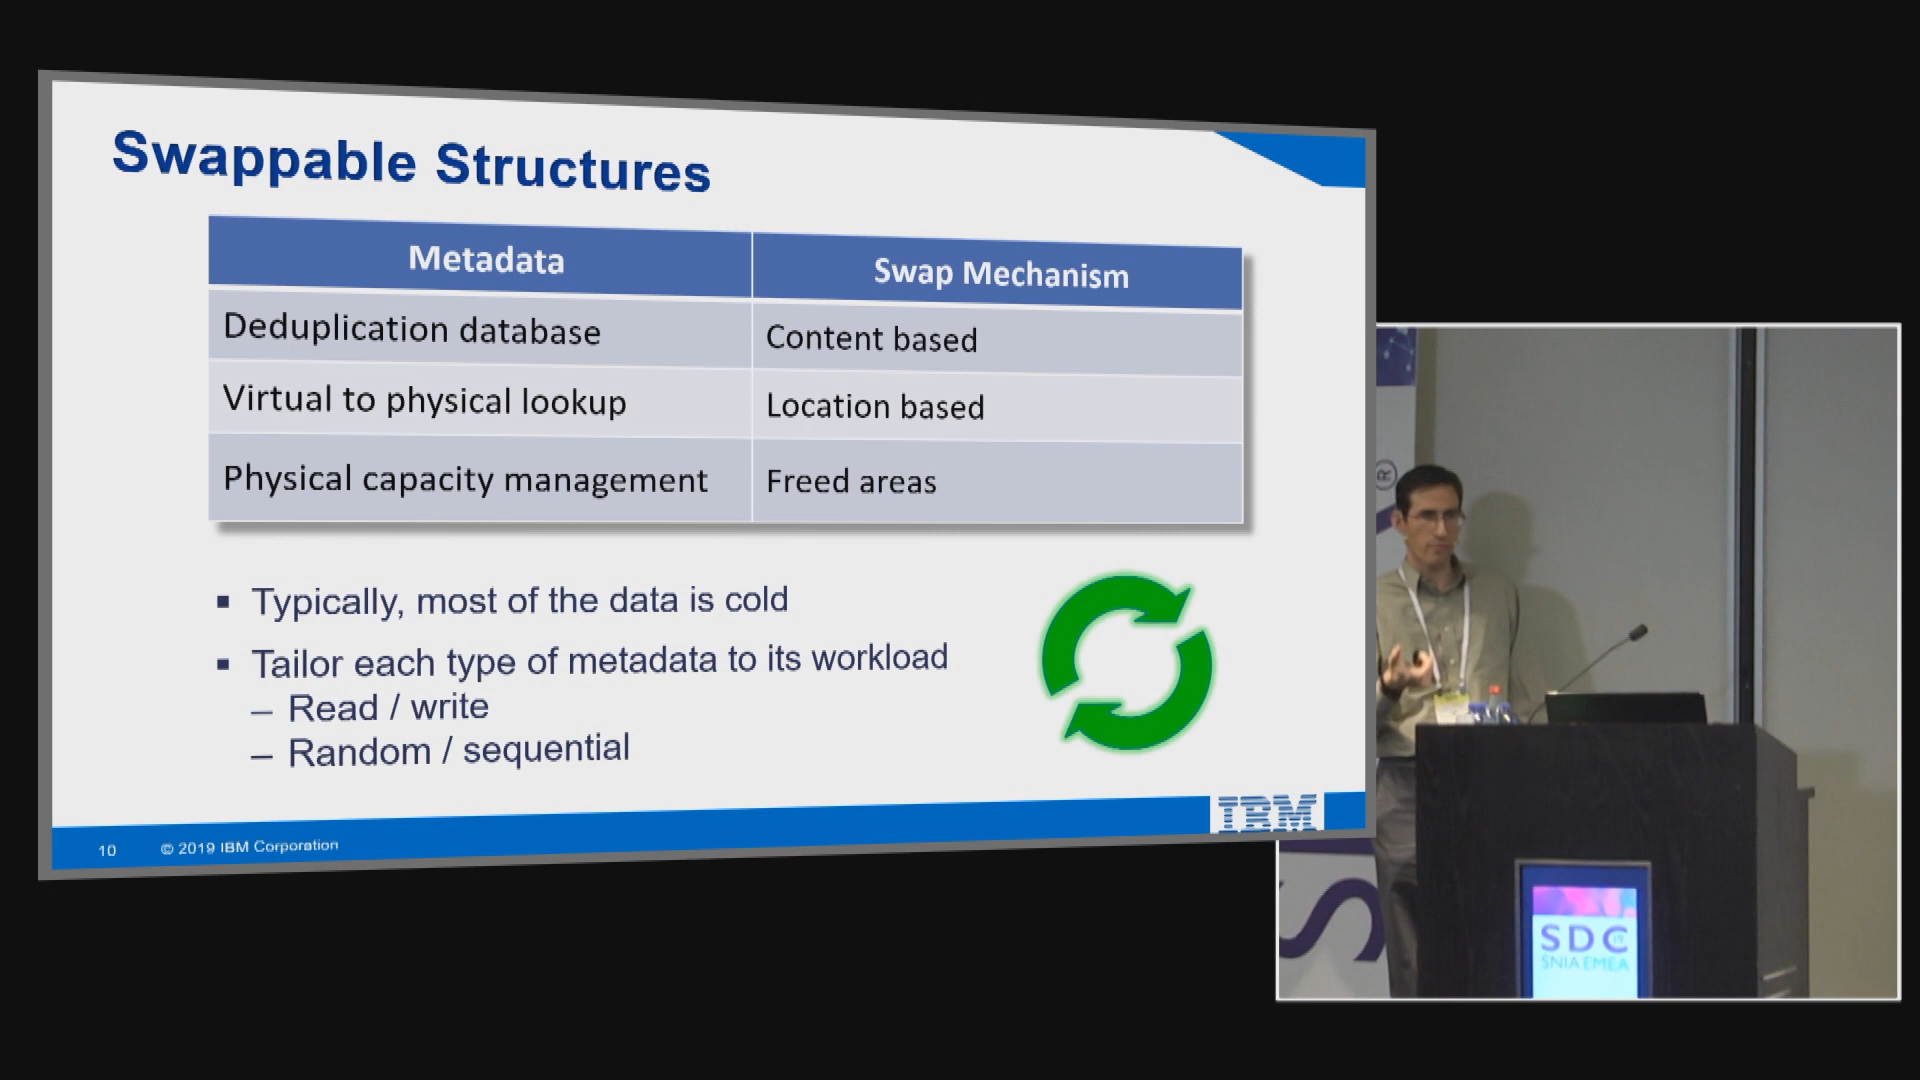 Swappable Structures
Metadata
Swap Mechanism
Deduplication database
Content based
Virtual to physical lookup
Location based
Physical capacity management
Freed areas
▪ Typically, most of the data is cold
▪ Tailor each type of metadata to its workload
– Read / write
– Random / sequential
10
© 2019 IBM Corporation
IBM
®
S
SDC
SNIA EMEA